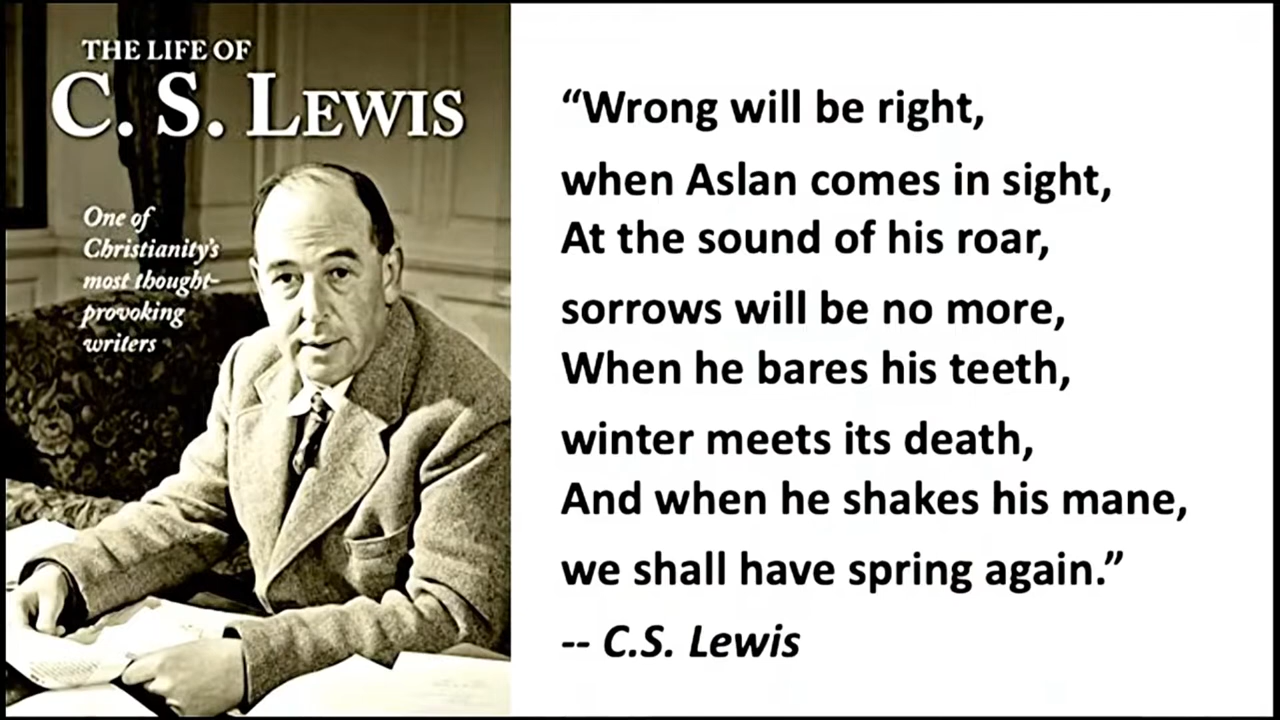 THE LIFE OF
C. S. LEWIS
One of
Christianity's
most thought-
provoking
writers
“Wrong will be right,
when Aslan comes in sight,
At the sound of his roar,
sorrows will be no more,
When he bares his teeth,
winter meets its death,
And when he shakes his mane,
we shall have spring again.”
-- C.S. Lewis